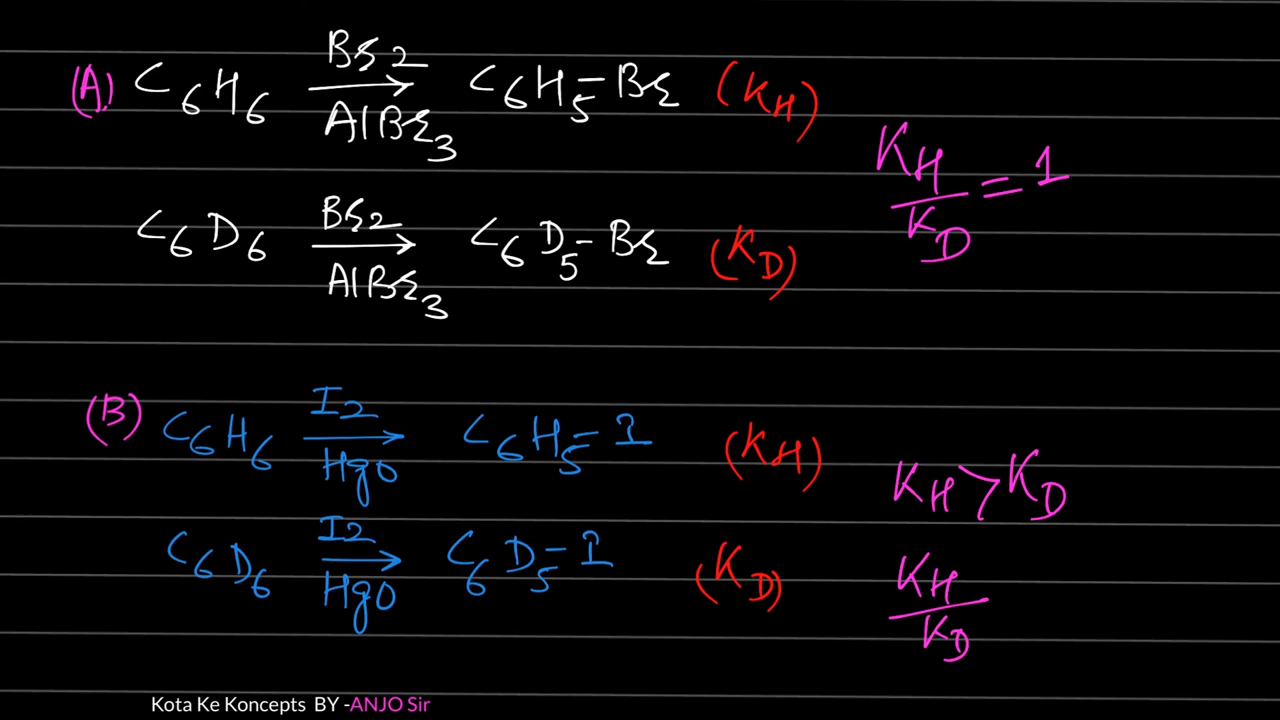 (A) C6H6 Br2 / AlBr3 → C6H5-Br (KH)
KH / KD = 1
C6D6 Br2 / AlBr3 → C6D5-Br (KD)
(B) C6H6 I2 / HgO → C6H5-I (KH)
KH > KD
C6D6 I2 / HgO → C6D5-I (KD)
KH / KD
Kota Ke Koncepts BY -ANJO Sir